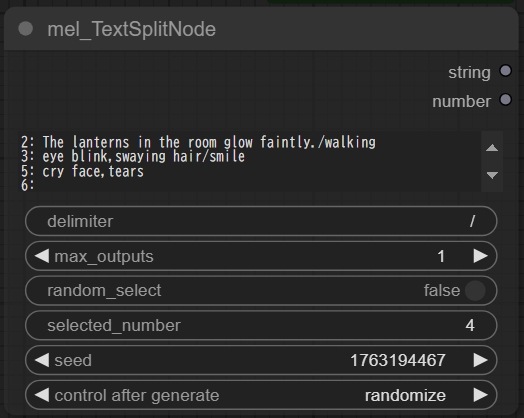 mel_TextSplitNode
string
number
2: The lanterns in the room glow faintly./walking
3: eye blink,swaying hair/smile
5: cry face,tears
6:
delimiter /
max_outputs 1
random_select false
selected_number 4
seed 1763194467
control after generate randomize